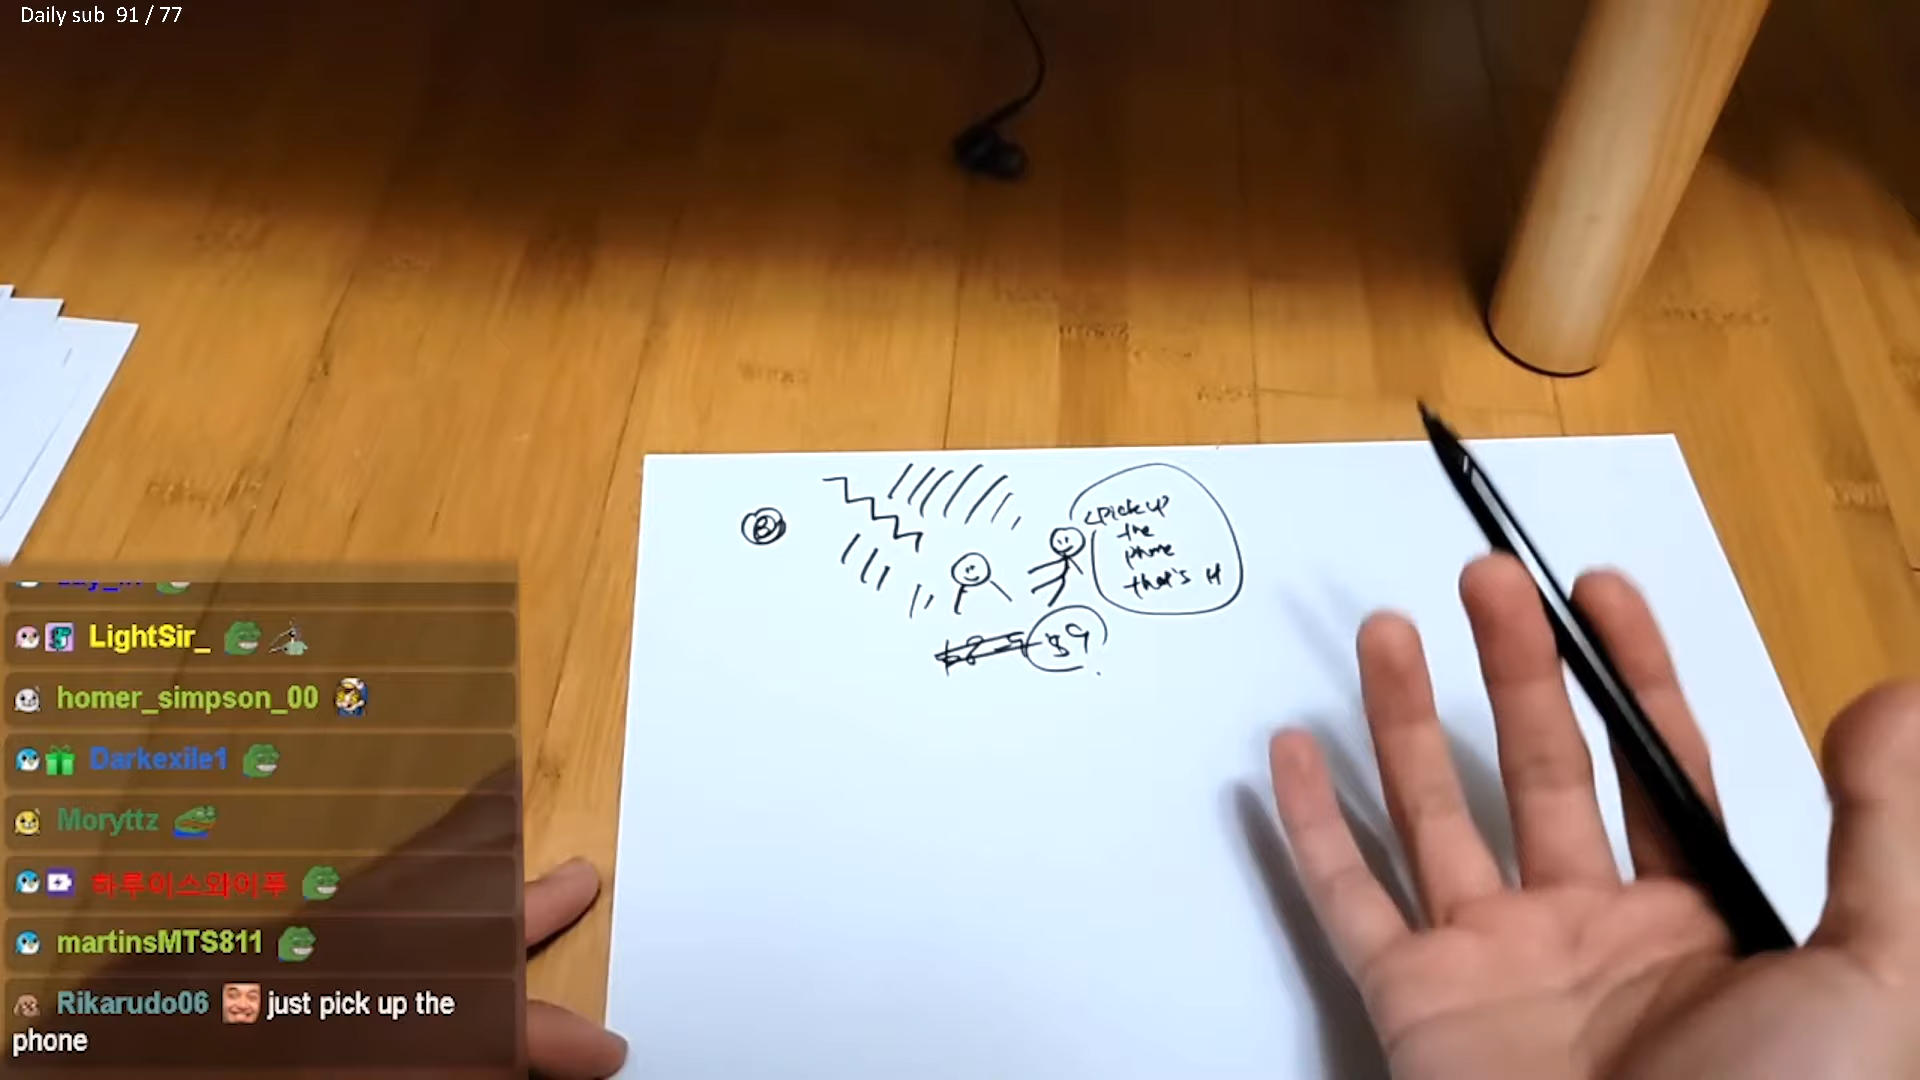 Daily sub 91 / 77
B
pick up
the
phone
that's it
$9
LightSir_
homer_simpson_00
Darkexile1
Moryttz
하루이스와이푸
martinsMTS811
Rikarudo06 just pick up the
phone